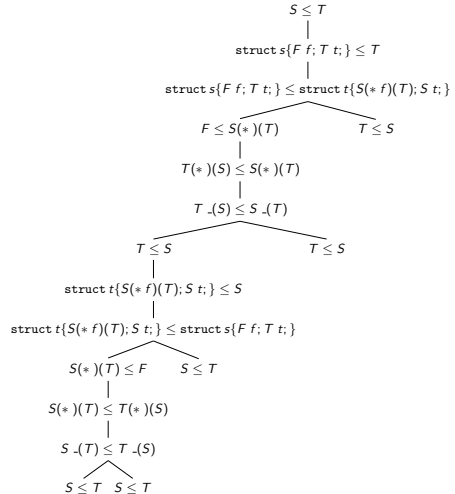 S ≤ T
struct s{F f; T t; } ≤ T
struct s{F f; T t; } ≤ struct t{S(* f)(T); S t; }
F ≤ S(* )(T) T ≤ S
T(* )(S) ≤ S(* )(T)
T _(S) ≤ S _(T)
T ≤ S T ≤ S
struct t{S(* f)(T); S t; } ≤ S
struct t{S(* f)(T); S t; } ≤ struct s{F f; T t; }
S(* )(T) ≤ F S ≤ T
S(* )(T) ≤ T(* )(S)
S _(T) ≤ T _(S)
S ≤ T S ≤ T